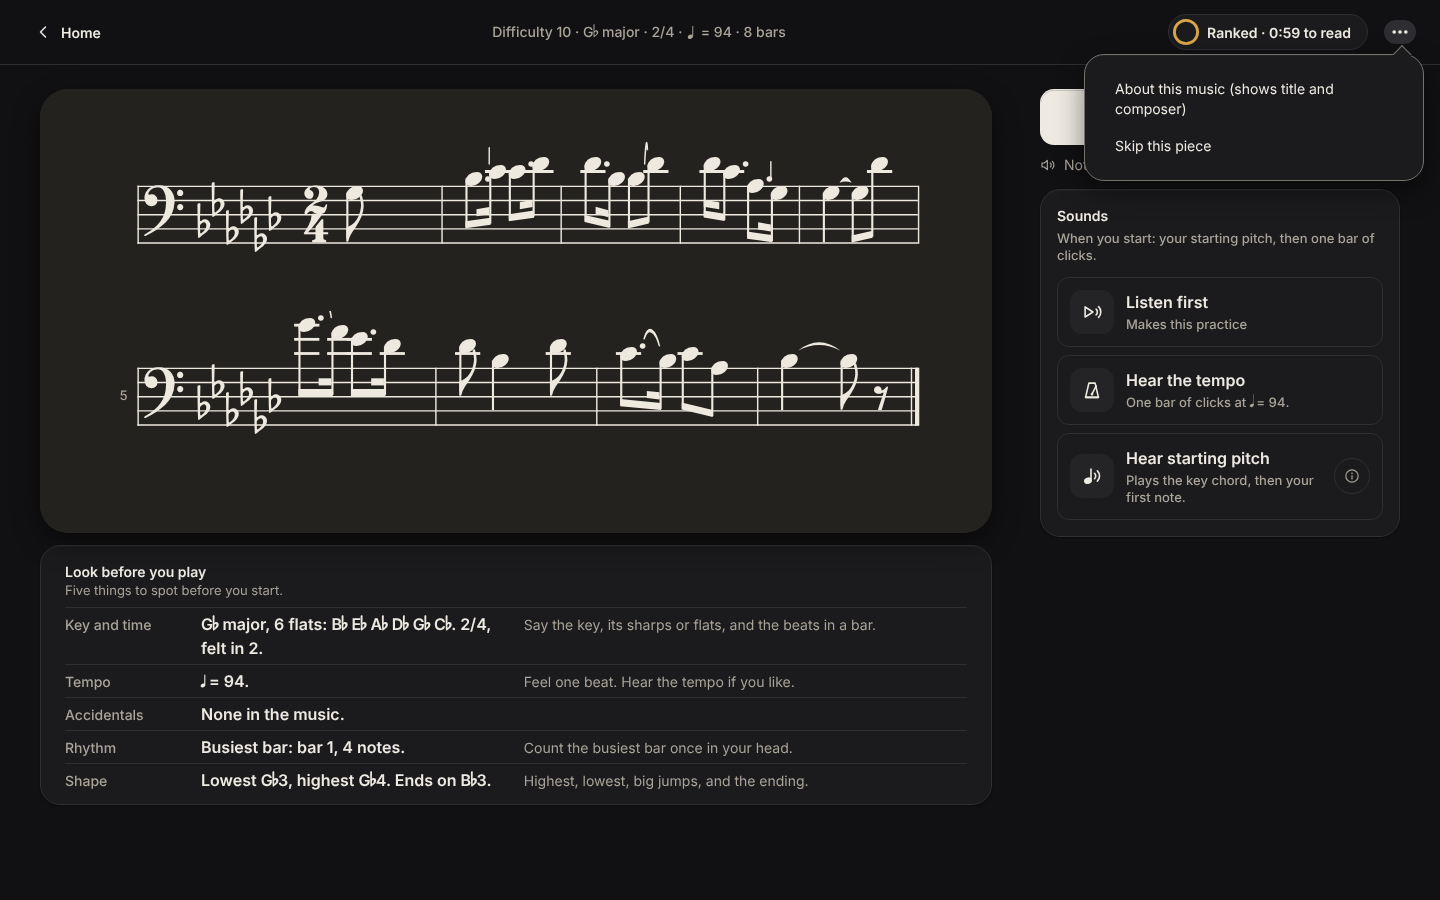 Home
Difficulty 10 · G♭ major · 2/4 · ♩ = 94 · 8 bars
Ranked · 0:59 to read
About this music (shows title and
composer)
Skip this piece
2
4
5
Sounds
When you start: your starting pitch, then one bar of
clicks.
Listen first
Makes this practice
Hear the tempo
One bar of clicks at ♩ = 94.
Hear starting pitch
Plays the key chord, then your
first note.
Look before you play
Five things to spot before you start.
Key and time
G♭ major, 6 flats: B♭ E♭ A♭ D♭ G♭ C♭. 2/4,
felt in 2.
Say the key, its sharps or flats, and the beats in a bar.
Tempo
♩ = 94.
Feel one beat. Hear the tempo if you like.
Accidentals
None in the music.
Rhythm
Busiest bar: bar 1, 4 notes.
Count the busiest bar once in your head.
Shape
Lowest G♭3, highest G♭4. Ends on B♭3.
Highest, lowest, big jumps, and the ending.